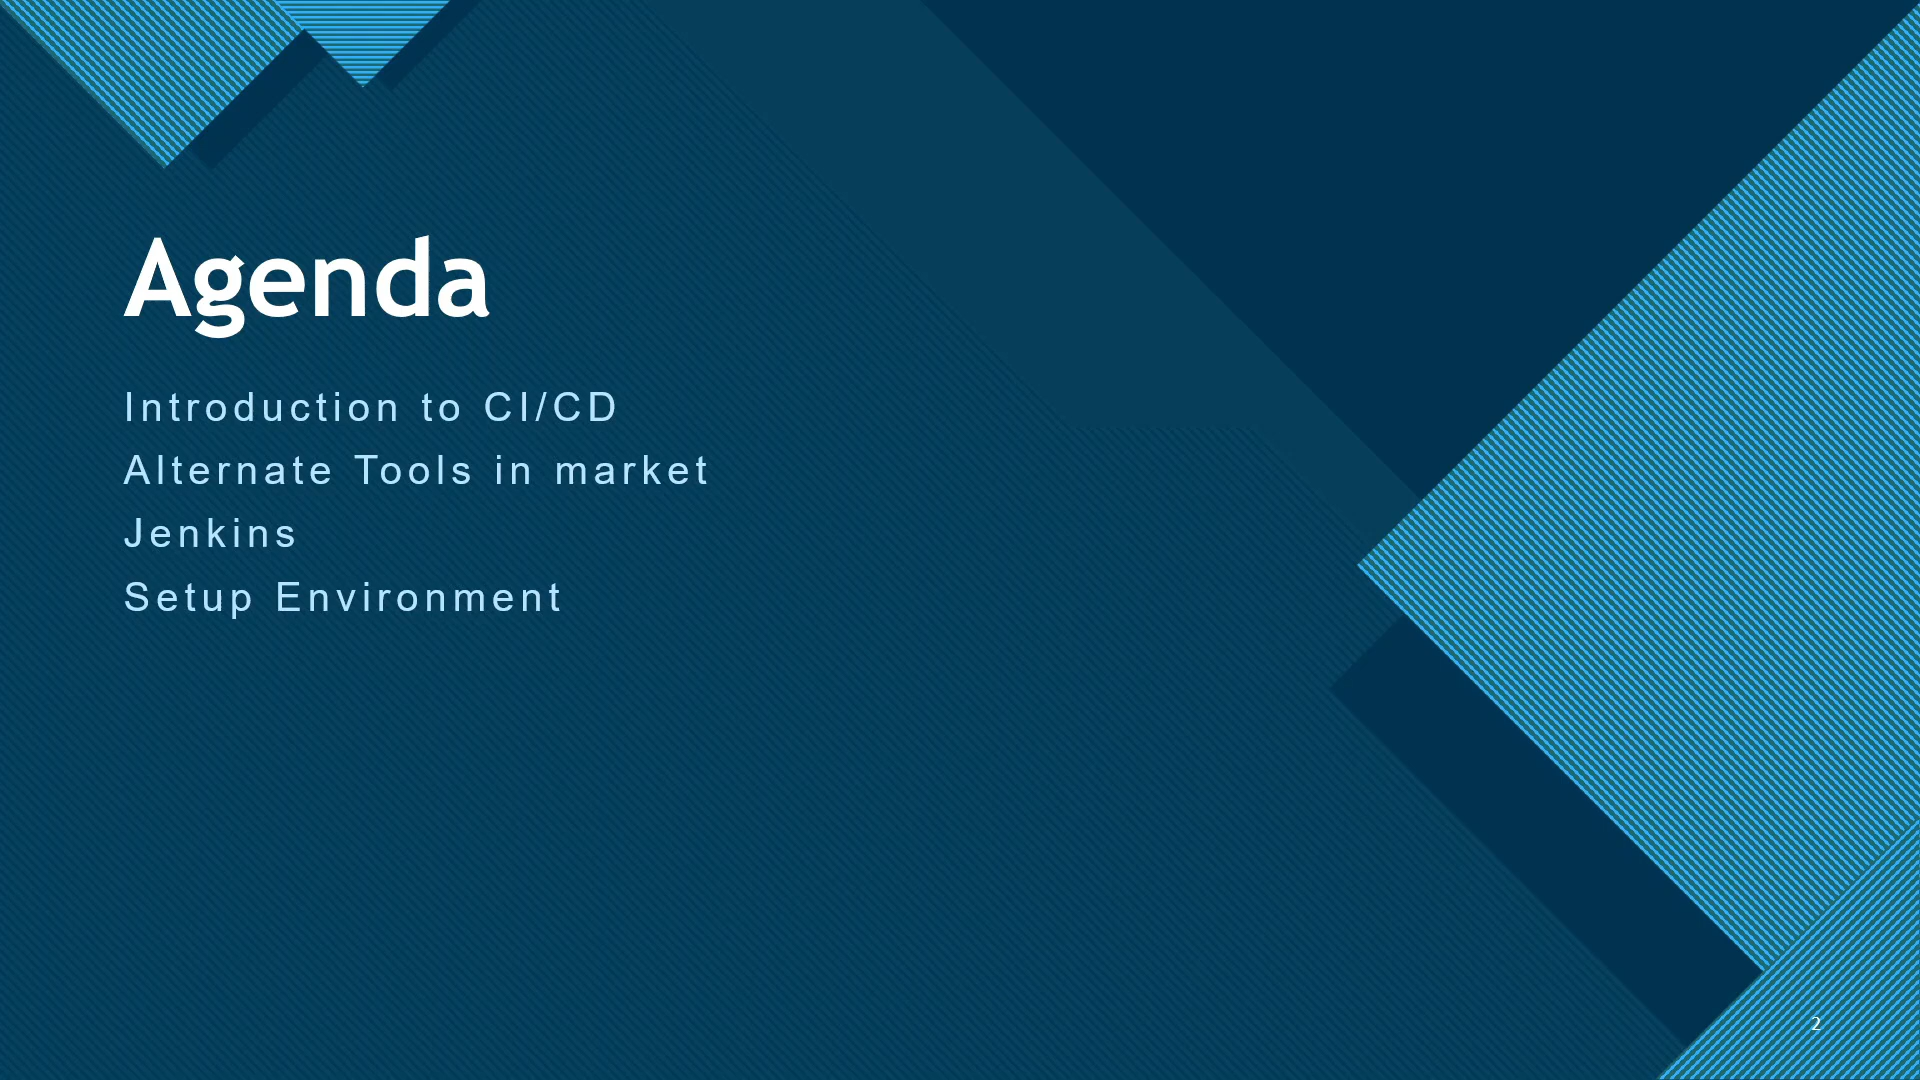 Agenda
Introduction to CI/CD
Alternate Tools in market
Jenkins
Setup Environment
2